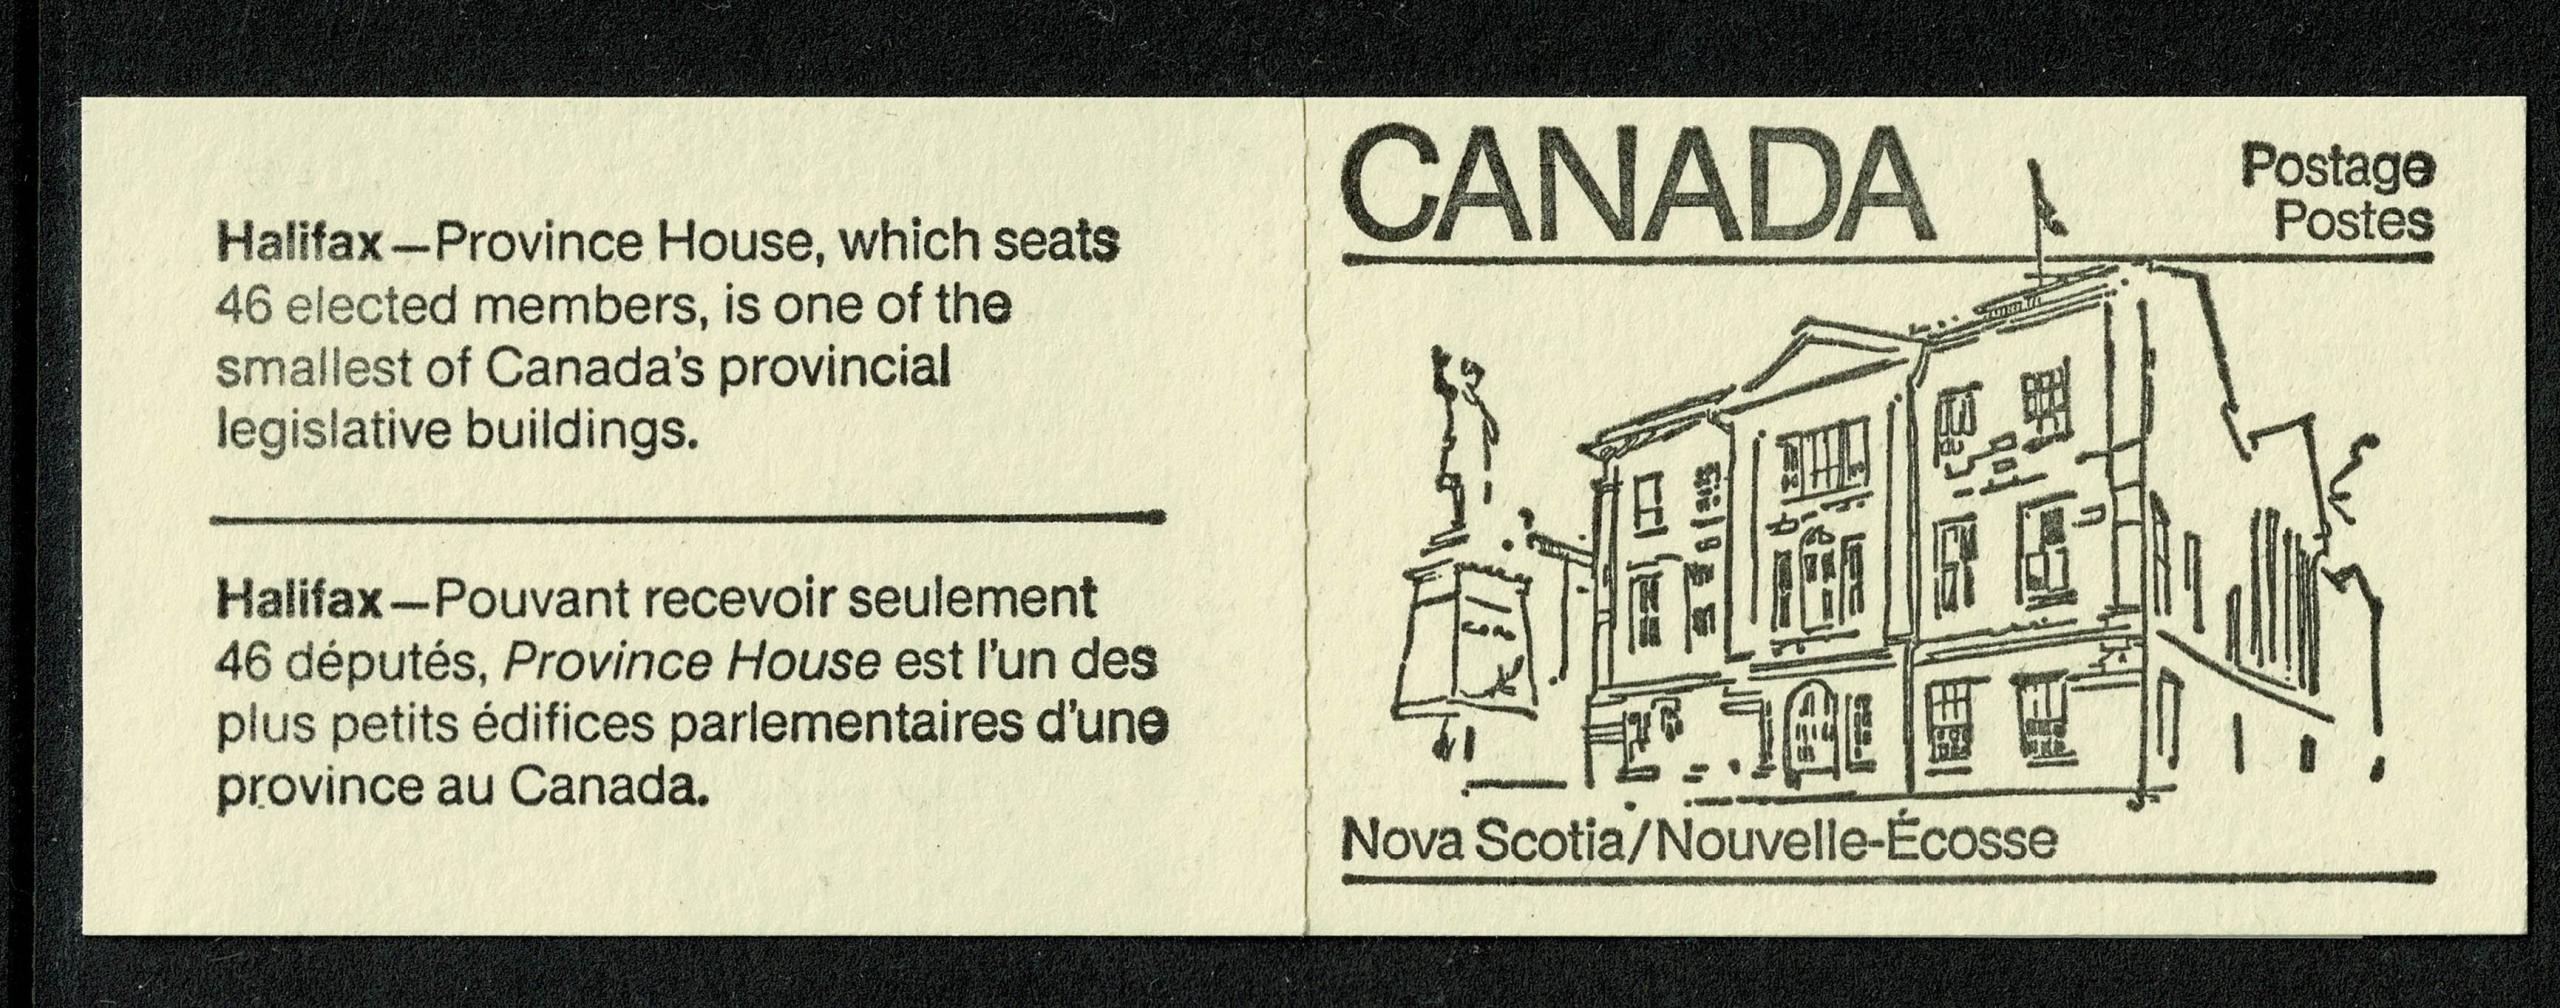 Halifax—Province House, which seats
46 elected members, is one of the
smallest of Canada's provincial
legislative buildings.
Halifax—Pouvant recevoir seulement
46 députés, Province House est l'un des
plus petits édifices parlementaires d'une
province au Canada.
CANADA
Postage
Postes
Nova Scotia/Nouvelle-Écosse